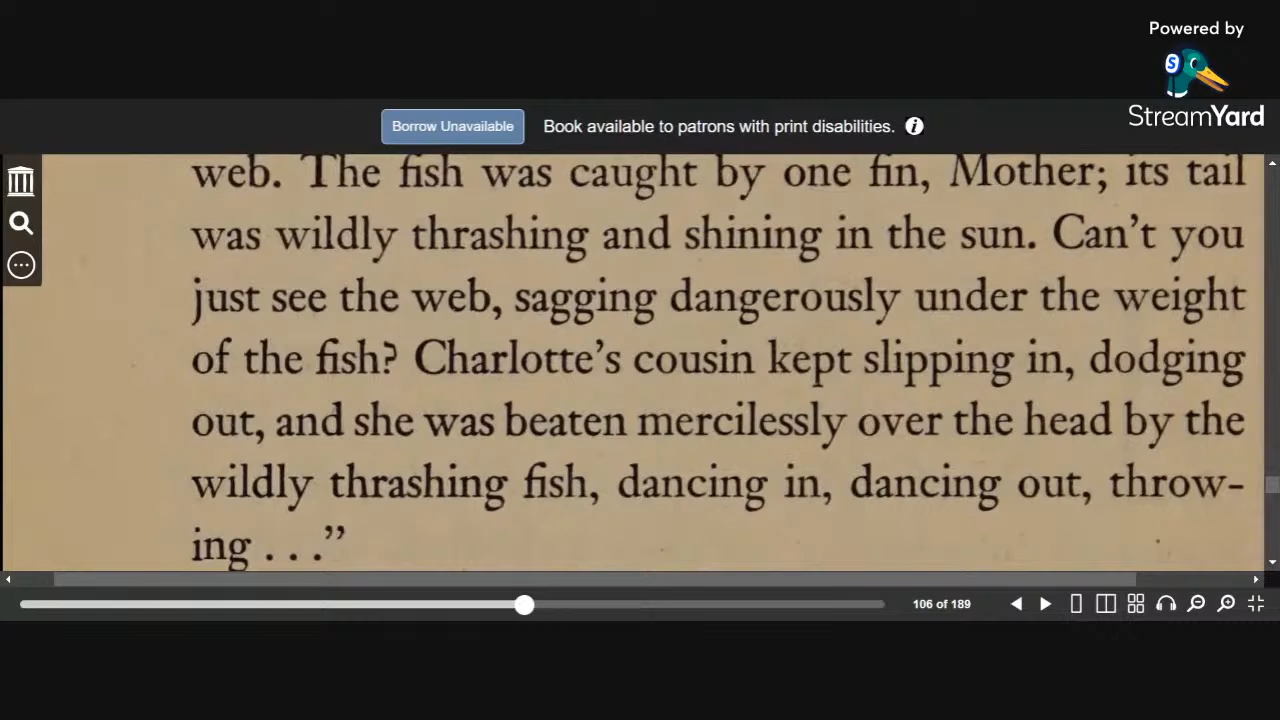 Powered by
StreamYard
Borrow Unavailable
Book available to patrons with print disabilities.
web. The fish was caught by one fin, Mother; its tail
was wildly thrashing and shining in the sun. Can't you
just see the web, sagging dangerously under the weight
of the fish? Charlotte's cousin kept slipping in, dodging
out, and she was beaten mercilessly over the head by the
wildly thrashing fish, dancing in, dancing out, throw-
ing . . ."
106 of 189